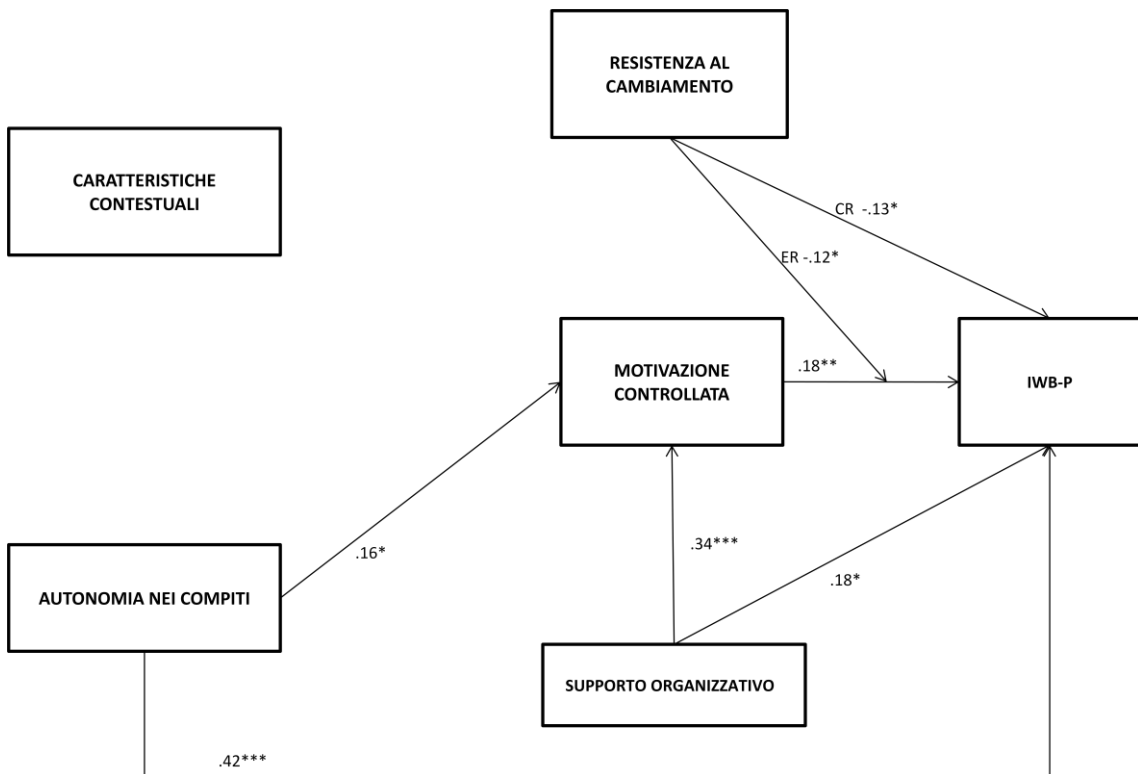 RESISTENZA AL
CAMBIAMENTO
CARATTERISTICHE
CONTESTUALI
CR -.13*
ER -.12*
MOTIVAZIONE
CONTROLLATA
.18**
IWB-P
.16*
.34***
.18*
AUTONOMIA NEI COMPITI
SUPPORTO ORGANIZZATIVO
.42***